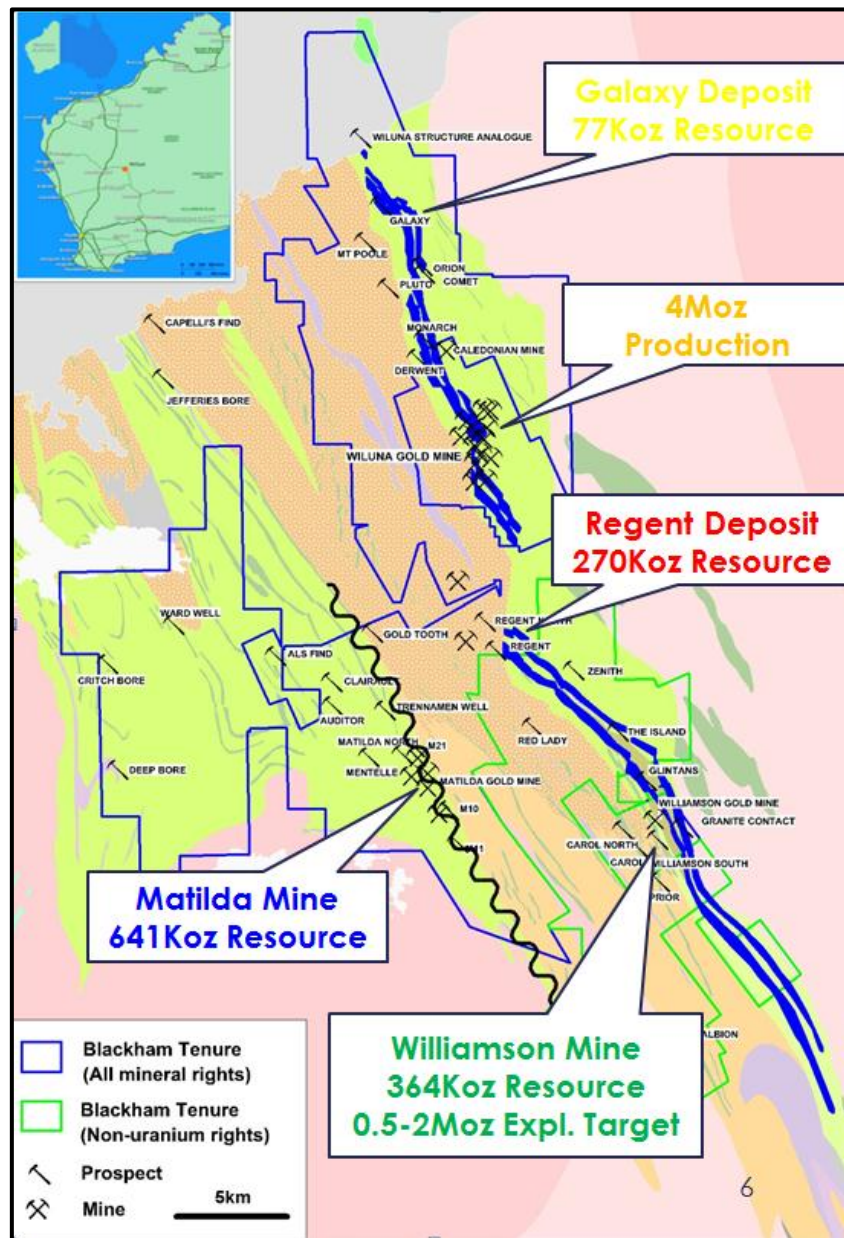 Galaxy Deposit
77Koz Resource
WILUNA STRUCTURE ANALOGUE
GALAXY
MT POOLE
ORION
COMET
PLUTO
4Moz
Production
CAPELLI'S FIND
MONARCH
CALEDONIAN MINE
DERWENT
JEFFERIES BORE
WILUNA GOLD MINE
Regent Deposit
270Koz Resource
WARD WELL
REGENT NORTH
GOLD TOOTH
REGENT
ALS FIND
ZENITH
CRITCH BORE
CLAIRAULT
AUDITOR
TRENNAMEN WELL
RED LADY
THE ISLAND
MATILDA NORTH
M21
DEEP BORE
MENTELLE
MATILDA GOLD MINE
GLINTANS
WILLIAMSON GOLD MINE
M10
GRANITE CONTACT
CAROL NORTH
CAROL
WILLIAMSON SOUTH
PRIOR
Matilda Mine
641Koz Resource
Williamson Mine
364Koz Resource
0.5-2Moz Expl. Target
ALBION
Blackham Tenure
(All mineral rights)
Blackham Tenure
(Non-uranium rights)
Prospect
Mine
5km
6